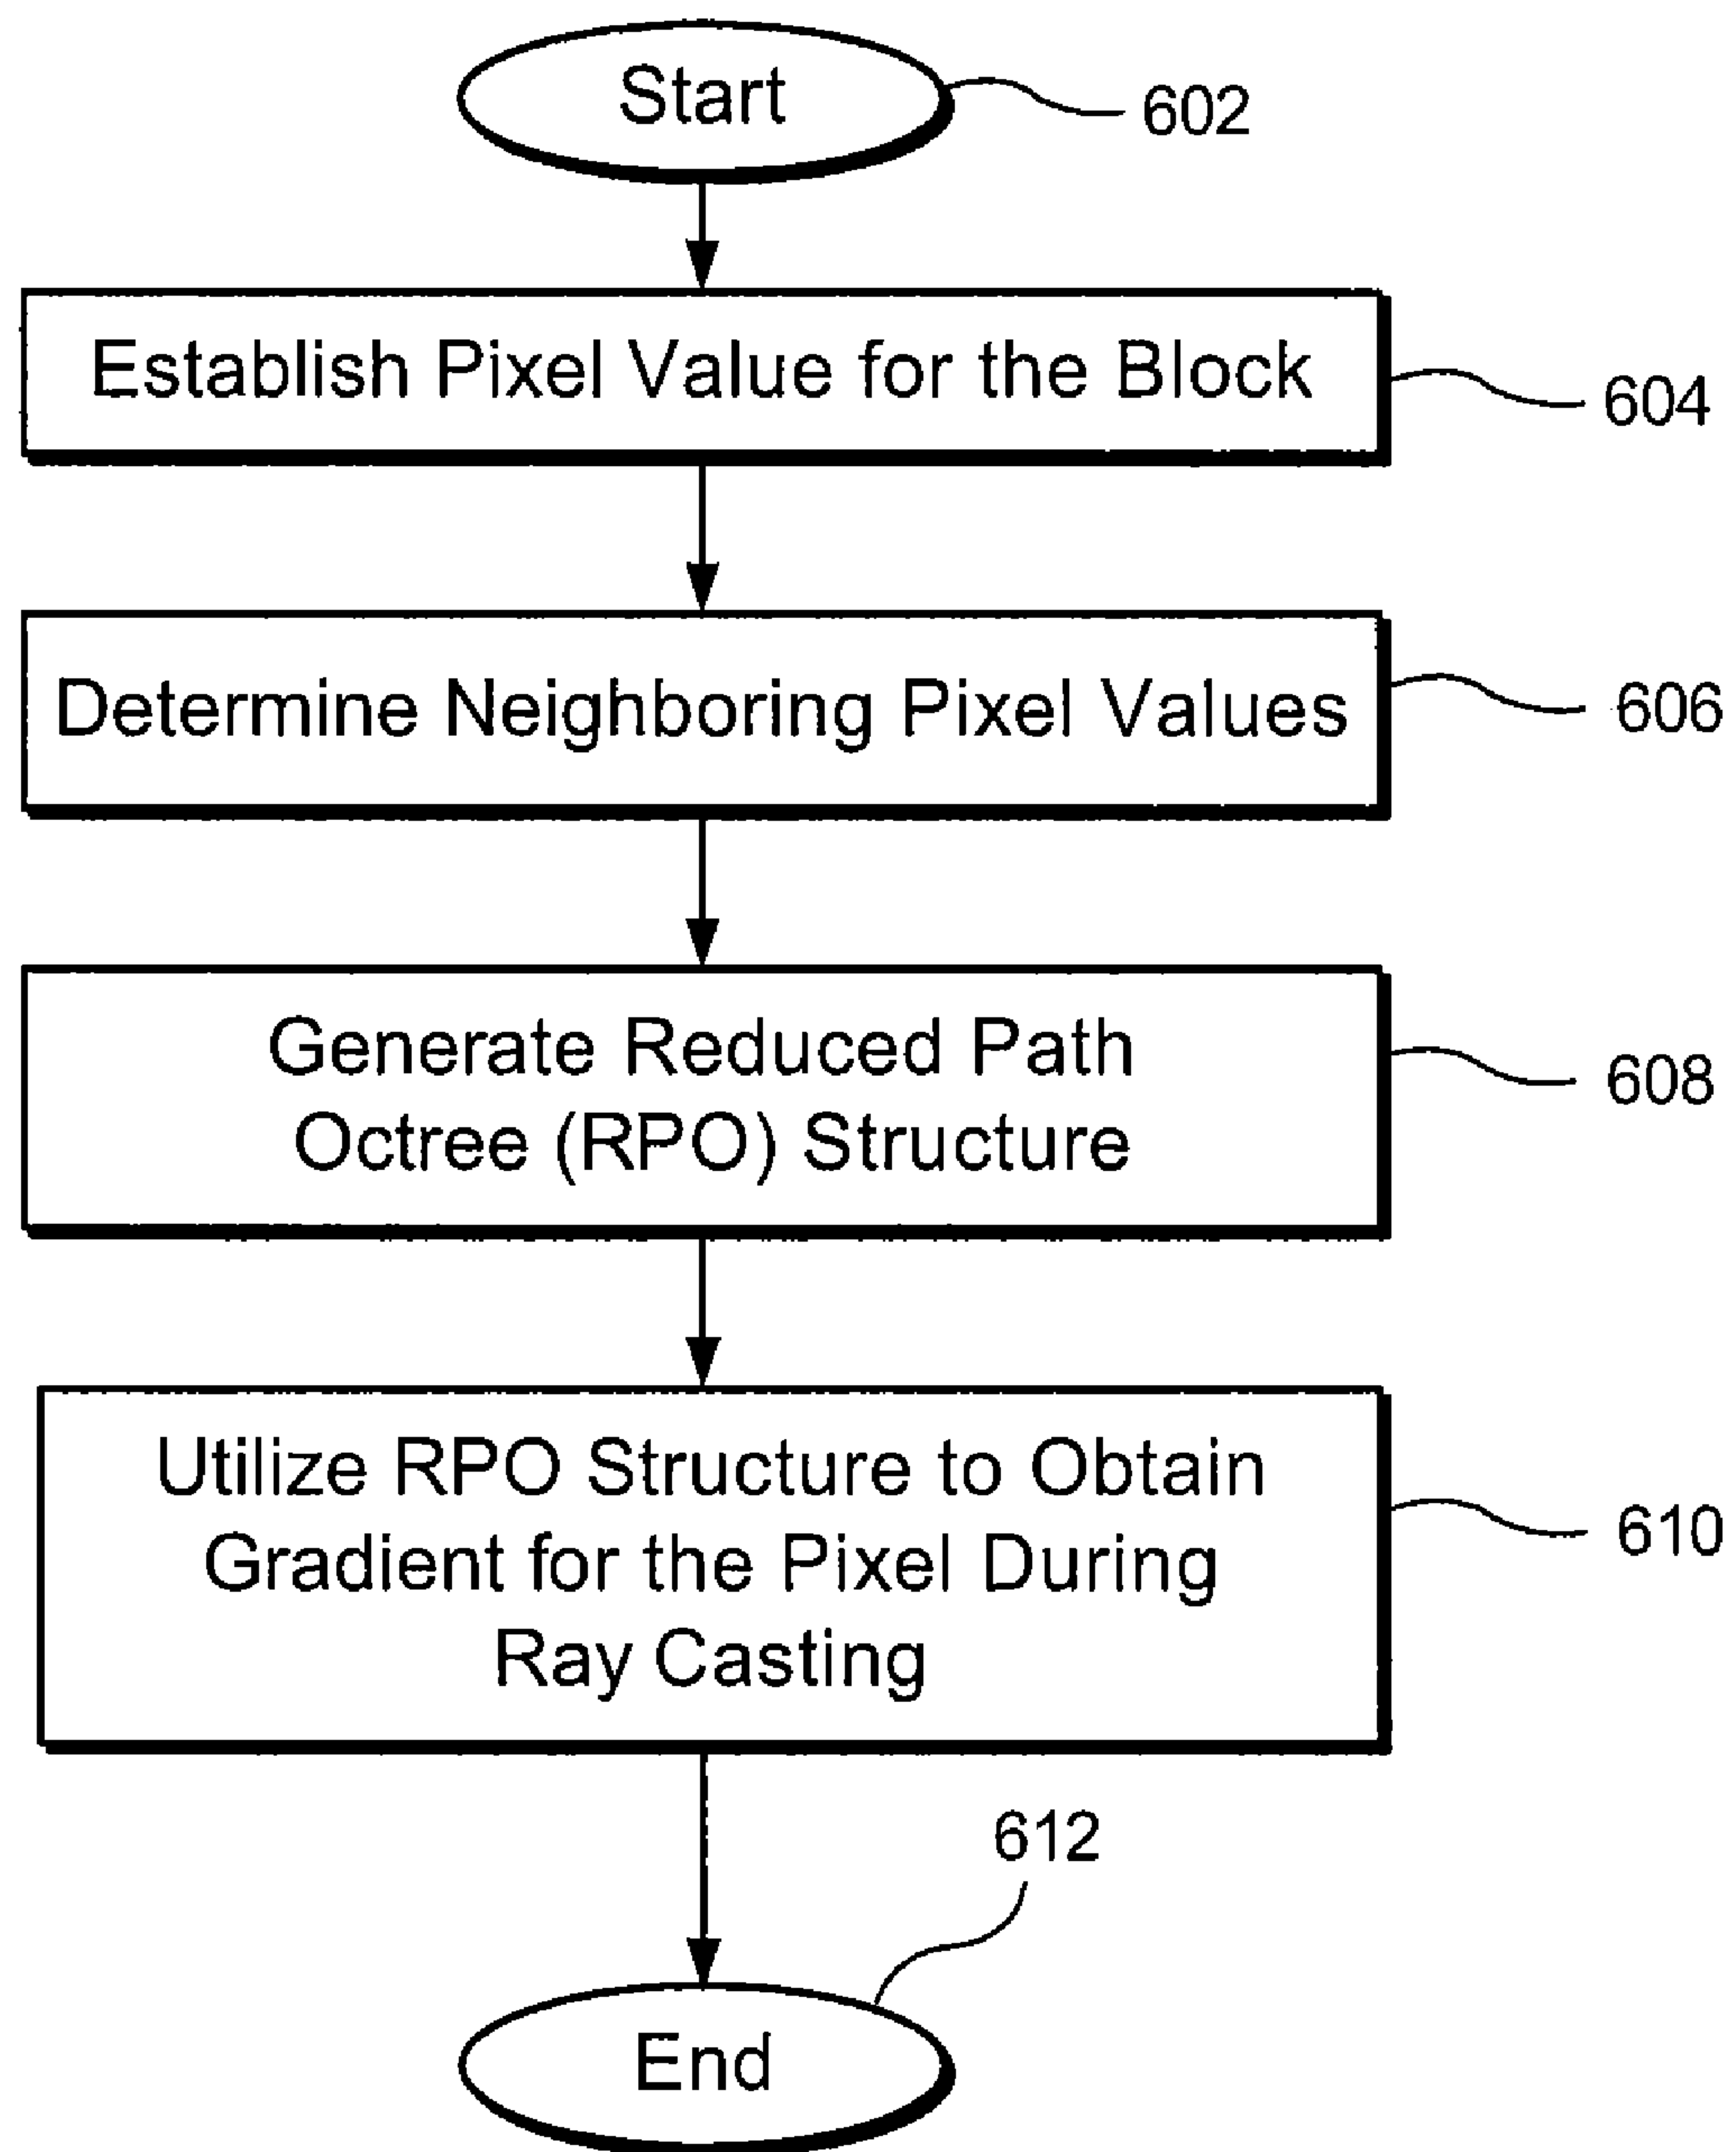 Start
602
Establish Pixel Value for the Block
604
Determine Neighboring Pixel Values
606
Generate Reduced Path
Octree (RPO) Structure
608
Utilize RPO Structure to Obtain
Gradient for the Pixel During
Ray Casting
610
612
End